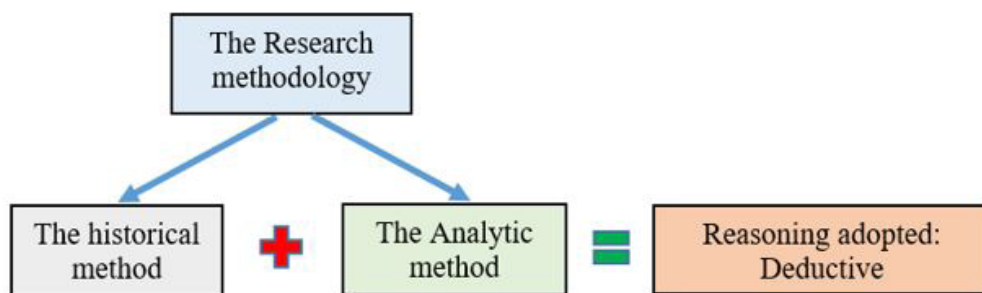 The Research
methodology
The historical
method
The Analytic
method
Reasoning adopted:
Deductive